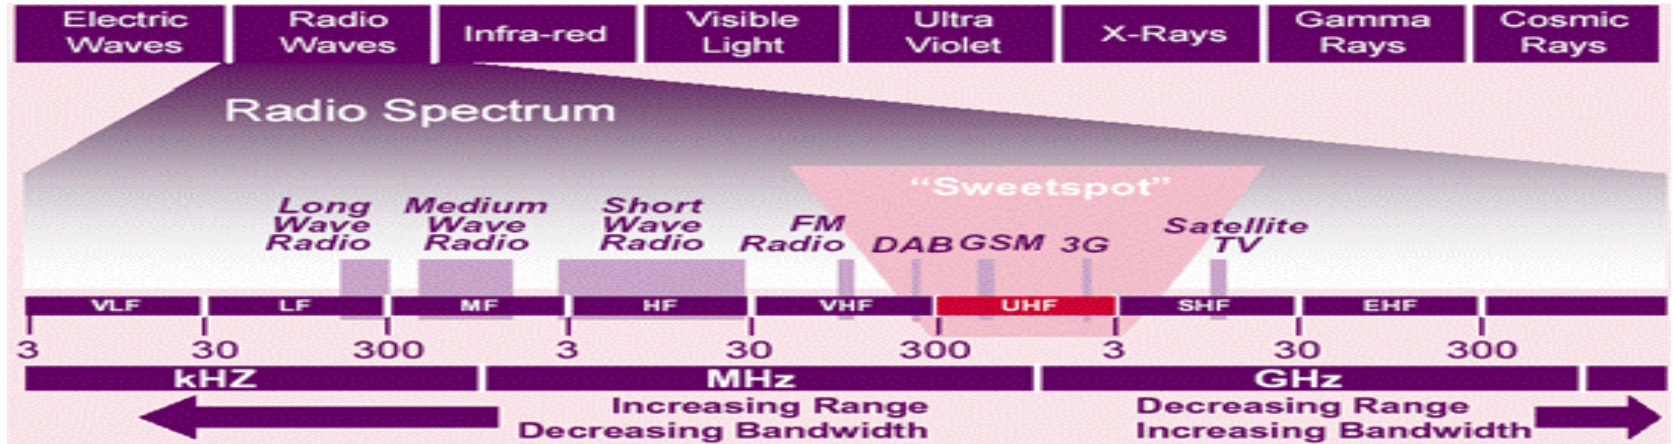 Electric Waves
Radio Waves
Infra-red
Visible Light
Ultra Violet
X-Rays
Gamma Rays
Cosmic Rays
Radio Spectrum
“Sweetspot”
Long Wave Radio
Medium Wave Radio
Short Wave Radio
FM Radio
DAB
GSM
3G
Satellite TV
VLF LF MF HF VHF UHF SHF EHF
3 30 300 3 30 300 3 30 300
kHZ MHz GHz
Increasing Range
Decreasing Bandwidth
Decreasing Range
Increasing Bandwidth